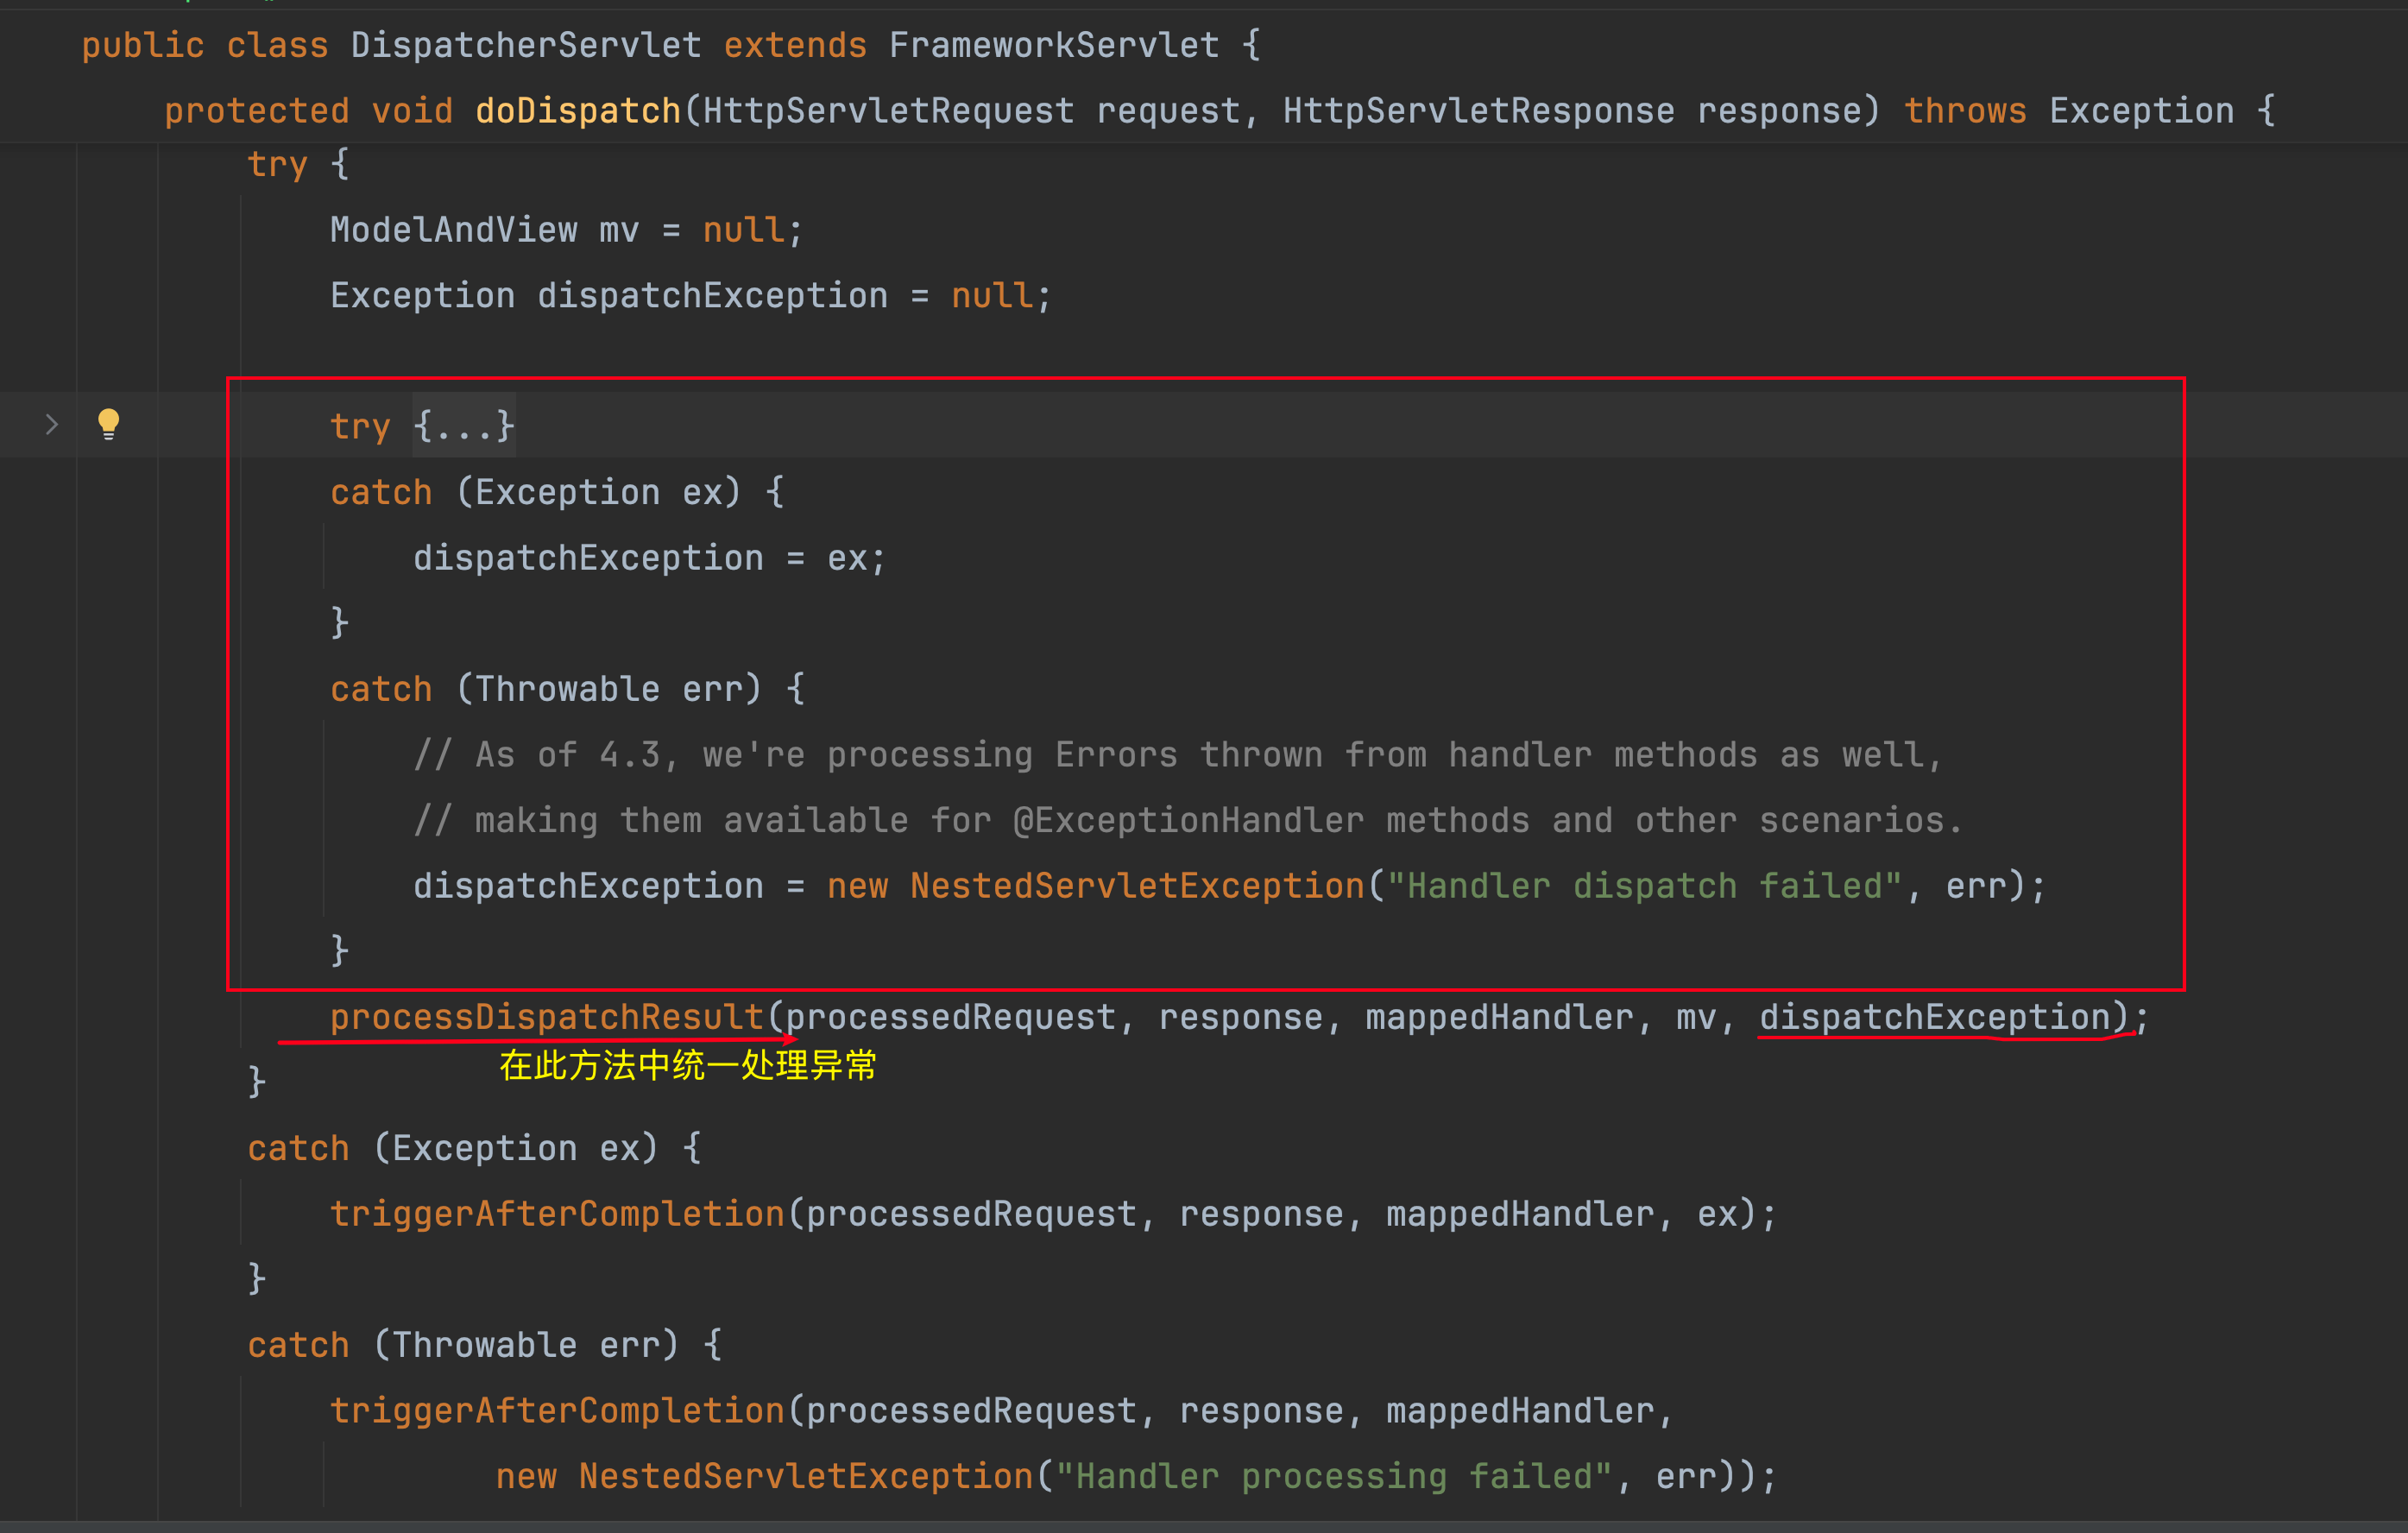 public class DispatcherServlet extends FrameworkServlet {
protected void doDispatch(HttpServletRequest request, HttpServletResponse response) throws Exception {
try {
ModelAndView mv = null;
Exception dispatchException = null;
try {...}
catch (Exception ex) {
dispatchException = ex;
}
catch (Throwable err) {
// As of 4.3, we're processing Errors thrown from handler methods as well,
// making them available for @ExceptionHandler methods and other scenarios.
dispatchException = new NestedServletException("Handler dispatch failed", err);
}
processDispatchResult(processedRequest, response, mappedHandler, mv, dispatchException);
在此方法中统一处理异常
}
catch (Exception ex) {
triggerAfterCompletion(processedRequest, response, mappedHandler, ex);
}
catch (Throwable err) {
triggerAfterCompletion(processedRequest, response, mappedHandler,
new NestedServletException("Handler processing failed", err));